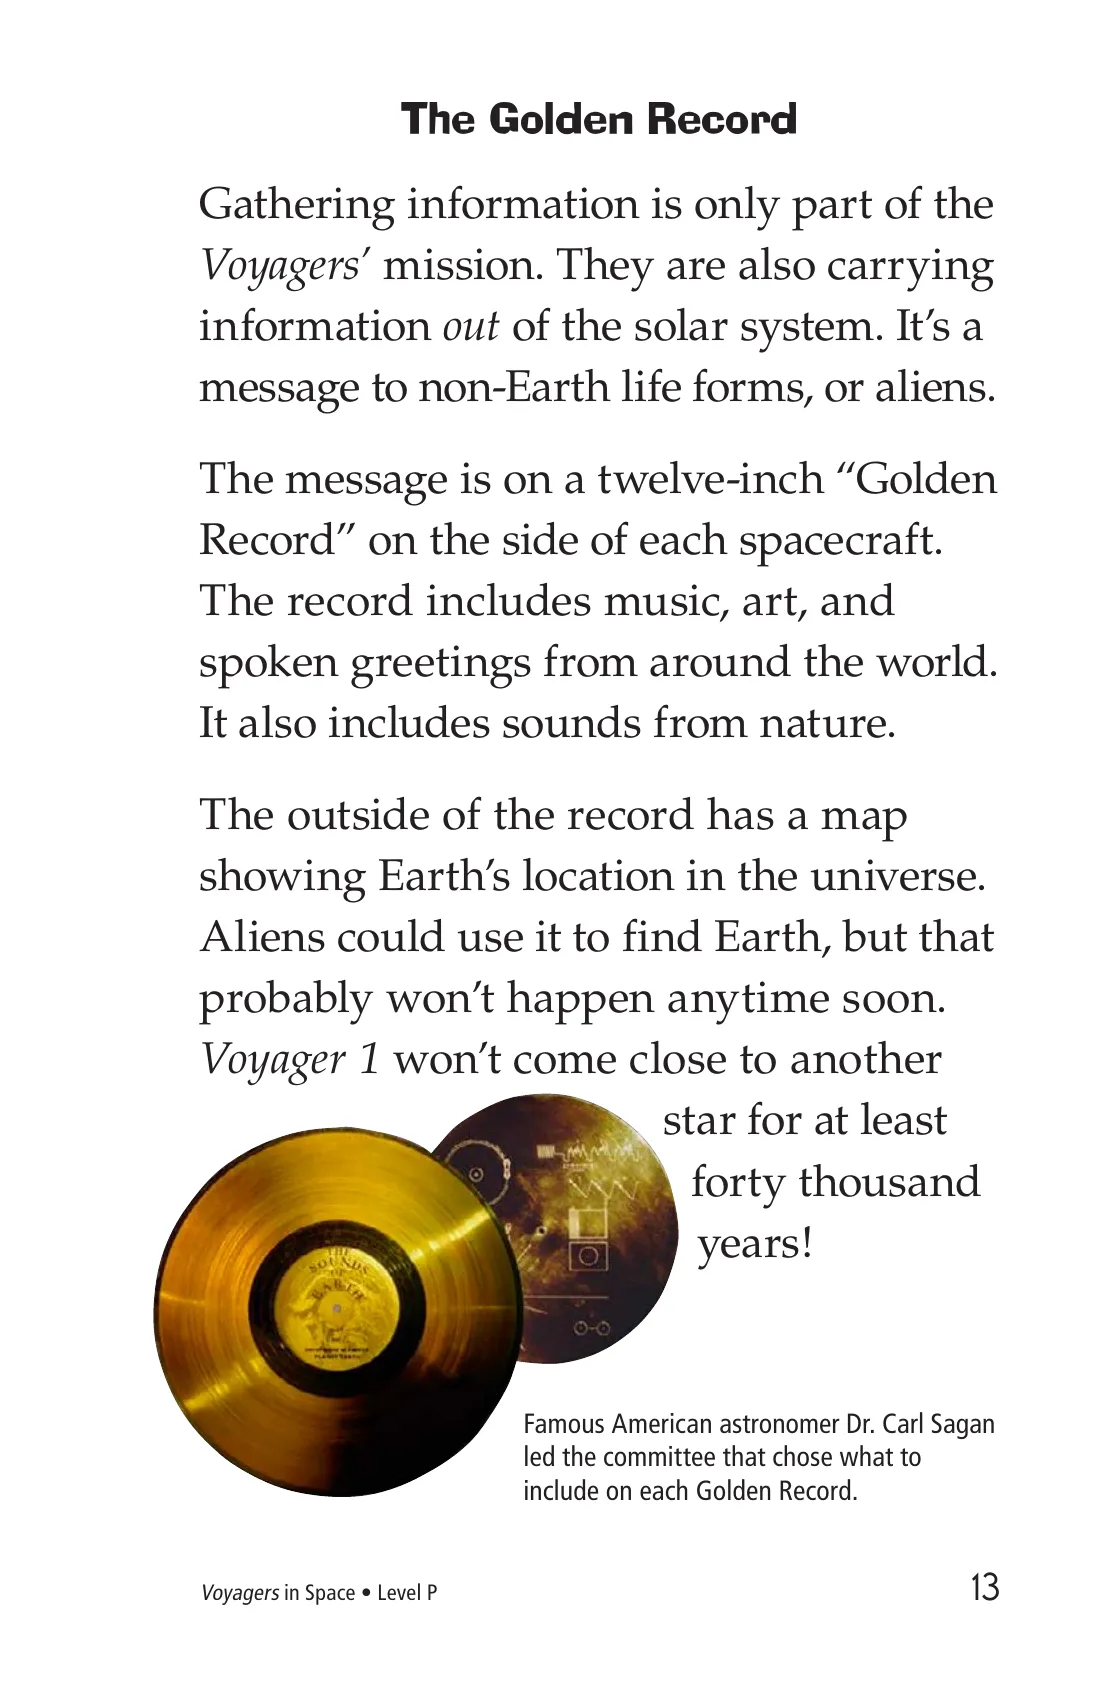 The Golden Record
Gathering information is only part of the
Voyagers’ mission. They are also carrying
information out of the solar system. It’s a
message to non-Earth life forms, or aliens.
The message is on a twelve-inch “Golden
Record” on the side of each spacecraft.
The record includes music, art, and
spoken greetings from around the world.
It also includes sounds from nature.
The outside of the record has a map
showing Earth’s location in the universe.
Aliens could use it to find Earth, but that
probably won’t happen anytime soon.
Voyager 1 won’t come close to another
star for at least
forty thousand
years!
THE
SOUNDS
OF
EARTH
PLANET EARTH
Famous American astronomer Dr. Carl Sagan
led the committee that chose what to
include on each Golden Record.
Voyagers in Space • Level P
13